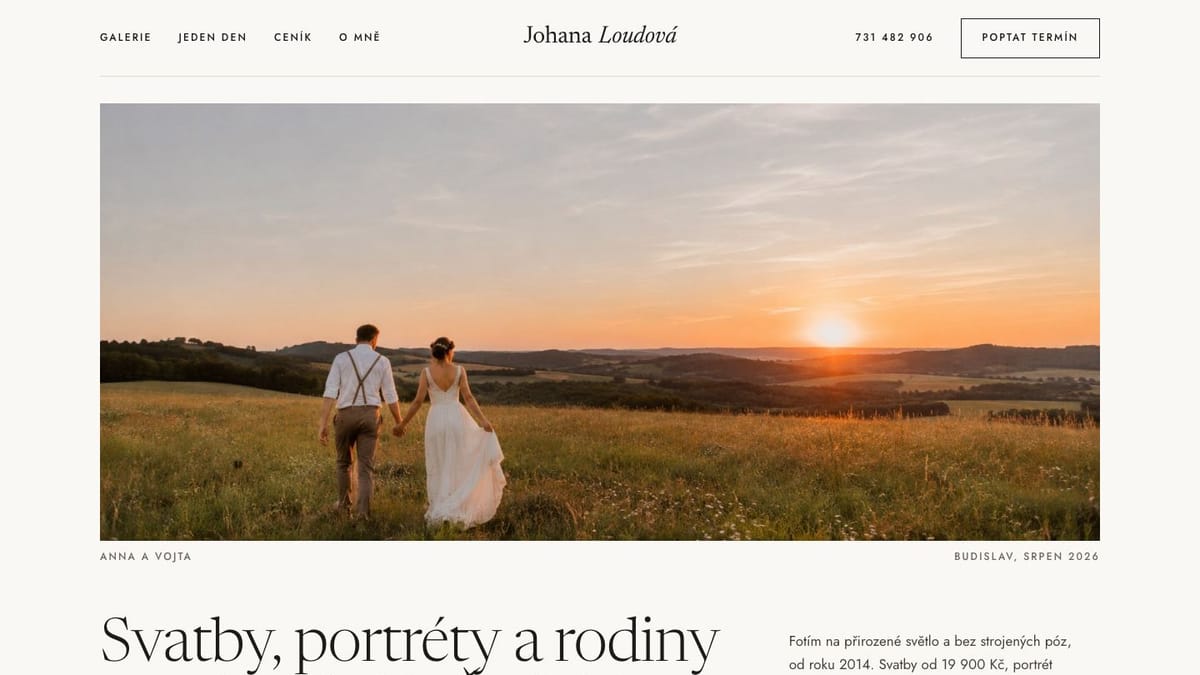 GALERIE JEDEN DEN CENÍK O MNĚ Johana Loudová 731 482 906 POPTAT TERMÍN
ANNA A VOJTA BUDISLAV, SRPEN 2026
Svatby, portréty a rodiny
Fotím na přirozené světlo a bez strojených póz,
od roku 2014. Svatby od 19 900 Kč, portrét